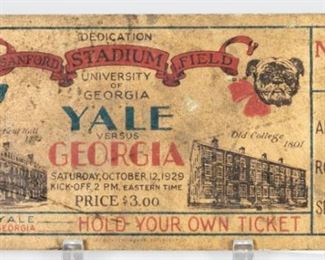 DEDICATION
SANFORD STADIUM FIELD
UNIVERSITY
OF
GEORGIA
YALE
VERSUS
GEORGIA
Old College
1801
SATURDAY, OCTOBER, 12, 1929
KICK-OFF, 2 P.M. EASTERN TIME
PRICE $3.00
YALE
GEORGIA
HOLD YOUR OWN TICKET